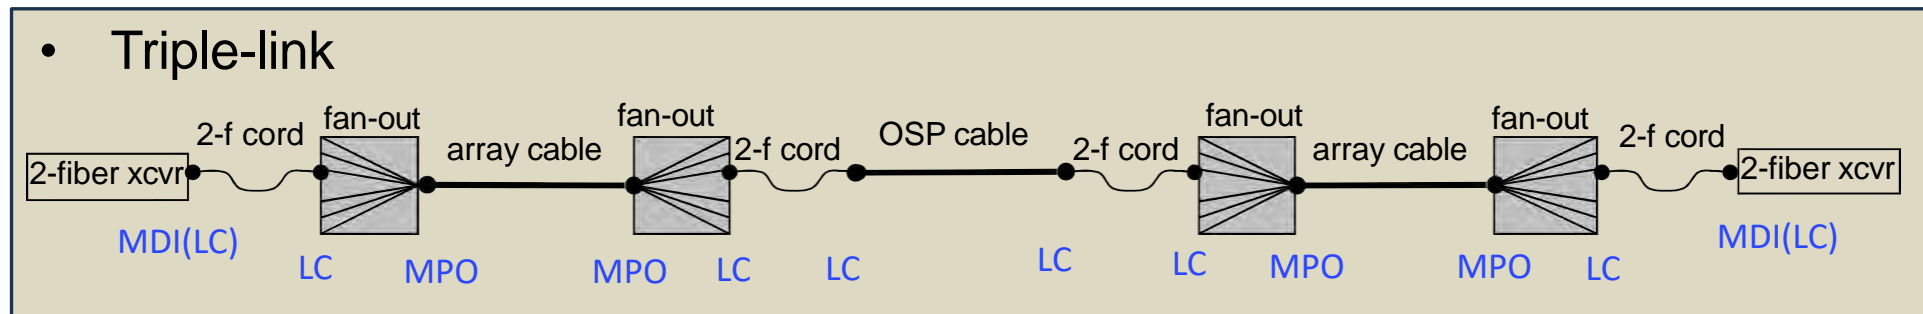 • Triple-link
2-fiber xcvr
2-f cord
fan-out
array cable
fan-out
2-f cord
OSP cable
2-f cord
fan-out
array cable
fan-out
2-f cord
2-fiber xcvr
MDI(LC)
LC
MPO
MPO
LC
LC
LC
LC
MPO
MPO
LC
MDI(LC)